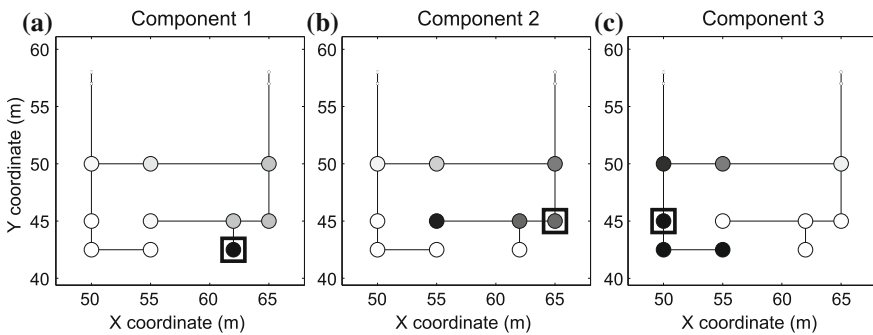 (a) Component 1 (b) Component 2 (c) Component 3
60 60 60
55 55 55
50 50 50
45 45 45
40 40 40
Y coordinate (m)
50 55 60 65 50 55 60 65 50 55 60 65
X coordinate (m) X coordinate (m) X coordinate (m)